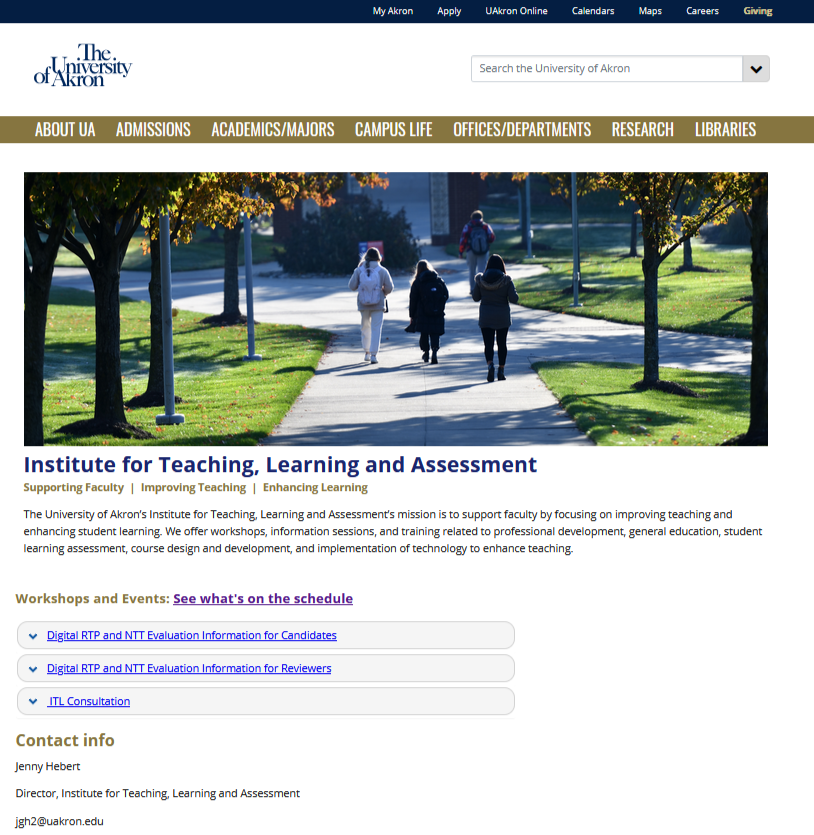 My Akron Apply UAkron Online Calendars Maps Careers Giving
The
University
of Akron
Search the University of Akron
ABOUT UA ADMISSIONS ACADEMICS/MAJORS CAMPUS LIFE OFFICES/DEPARTMENTS RESEARCH LIBRARIES
Institute for Teaching, Learning and Assessment
Supporting Faculty | Improving Teaching | Enhancing Learning
The University of Akron's Institute for Teaching, Learning and Assessment's mission is to support faculty by focusing on improving teaching and
enhancing student learning. We offer workshops, information sessions, and training related to professional development, general education, student
learning assessment, course design and development, and implementation of technology to enhance teaching.
Workshops and Events: See what's on the schedule
Digital RTP and NTT Evaluation Information for Candidates
Digital RTP and NTT Evaluation Information for Reviewers
ITL Consultation
Contact info
Jenny Hebert
Director, Institute for Teaching, Learning and Assessment
jgh2@uakron.edu